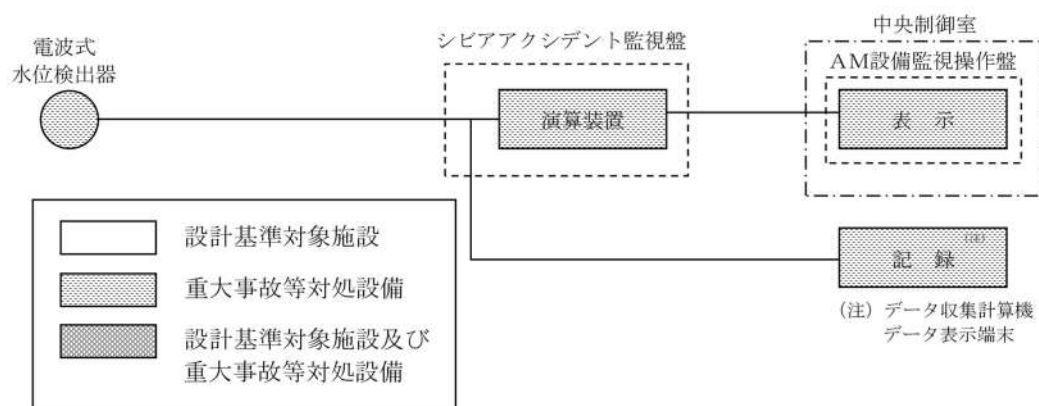 電波式
水位検出器
シビアアクシデント監視盤
演算装置
中央制御室
AM設備監視操作盤
表 示
記 録 (注)
(注) データ収集計算機
データ表示端末
設計基準対象施設
重大事故等対処設備
設計基準対象施設及び
重大事故等対処設備